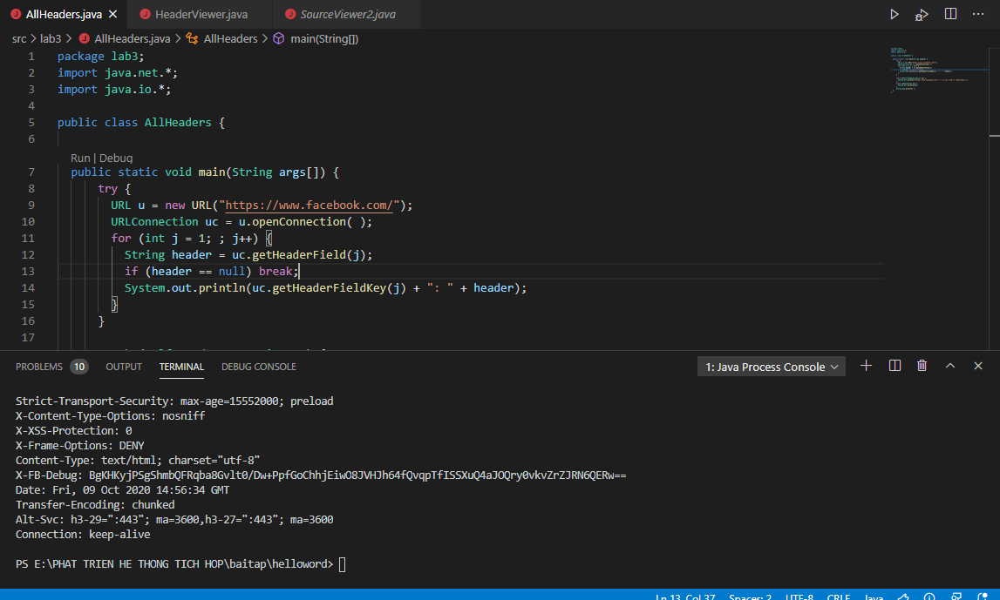 AllHeaders.java HeaderViewer.java SourceViewer2.java
src > lab3 > AllHeaders.java > AllHeaders > main(String[])
1 package lab3;
2 import java.net.*;
3 import java.io.*;
4
5 public class AllHeaders {
6
Run | Debug
7 public static void main(String args[]) {
8 try {
9 URL u = new URL("https://www.facebook.com/");
10 URLConnection uc = u.openConnection( );
11 for (int j = 1; ; j++) {
12 String header = uc.getHeaderField(j);
13 if (header == null) break;
14 System.out.println(uc.getHeaderFieldKey(j) + ": " + header);
15 }
16 }
17
PROBLEMS 10 OUTPUT TERMINAL DEBUG CONSOLE 1: Java Process Console
Strict-Transport-Security: max-age=15552000; preload
X-Content-Type-Options: nosniff
X-XSS-Protection: 0
X-Frame-Options: DENY
Content-Type: text/html; charset="utf-8"
X-FB-Debug: BgKHKyjPSgShmbQFRqba8Gvlt0/Dw+PpfGoChhjEiwO8JVHJh64fQvqpTfISSXuQ4aJOQry0vkvZrZJRN6QERw==
Date: Fri, 09 Oct 2020 14:56:34 GMT
Transfer-Encoding: chunked
Alt-Svc: h3-29=":443"; ma=3600,h3-27=":443"; ma=3600
Connection: keep-alive
PS E:\PHAT TRIEN HE THONG TICH HOP\baitap\helloword>
Ln 13, Col 37 Spaces: 2 UTF-8 CRLF Java